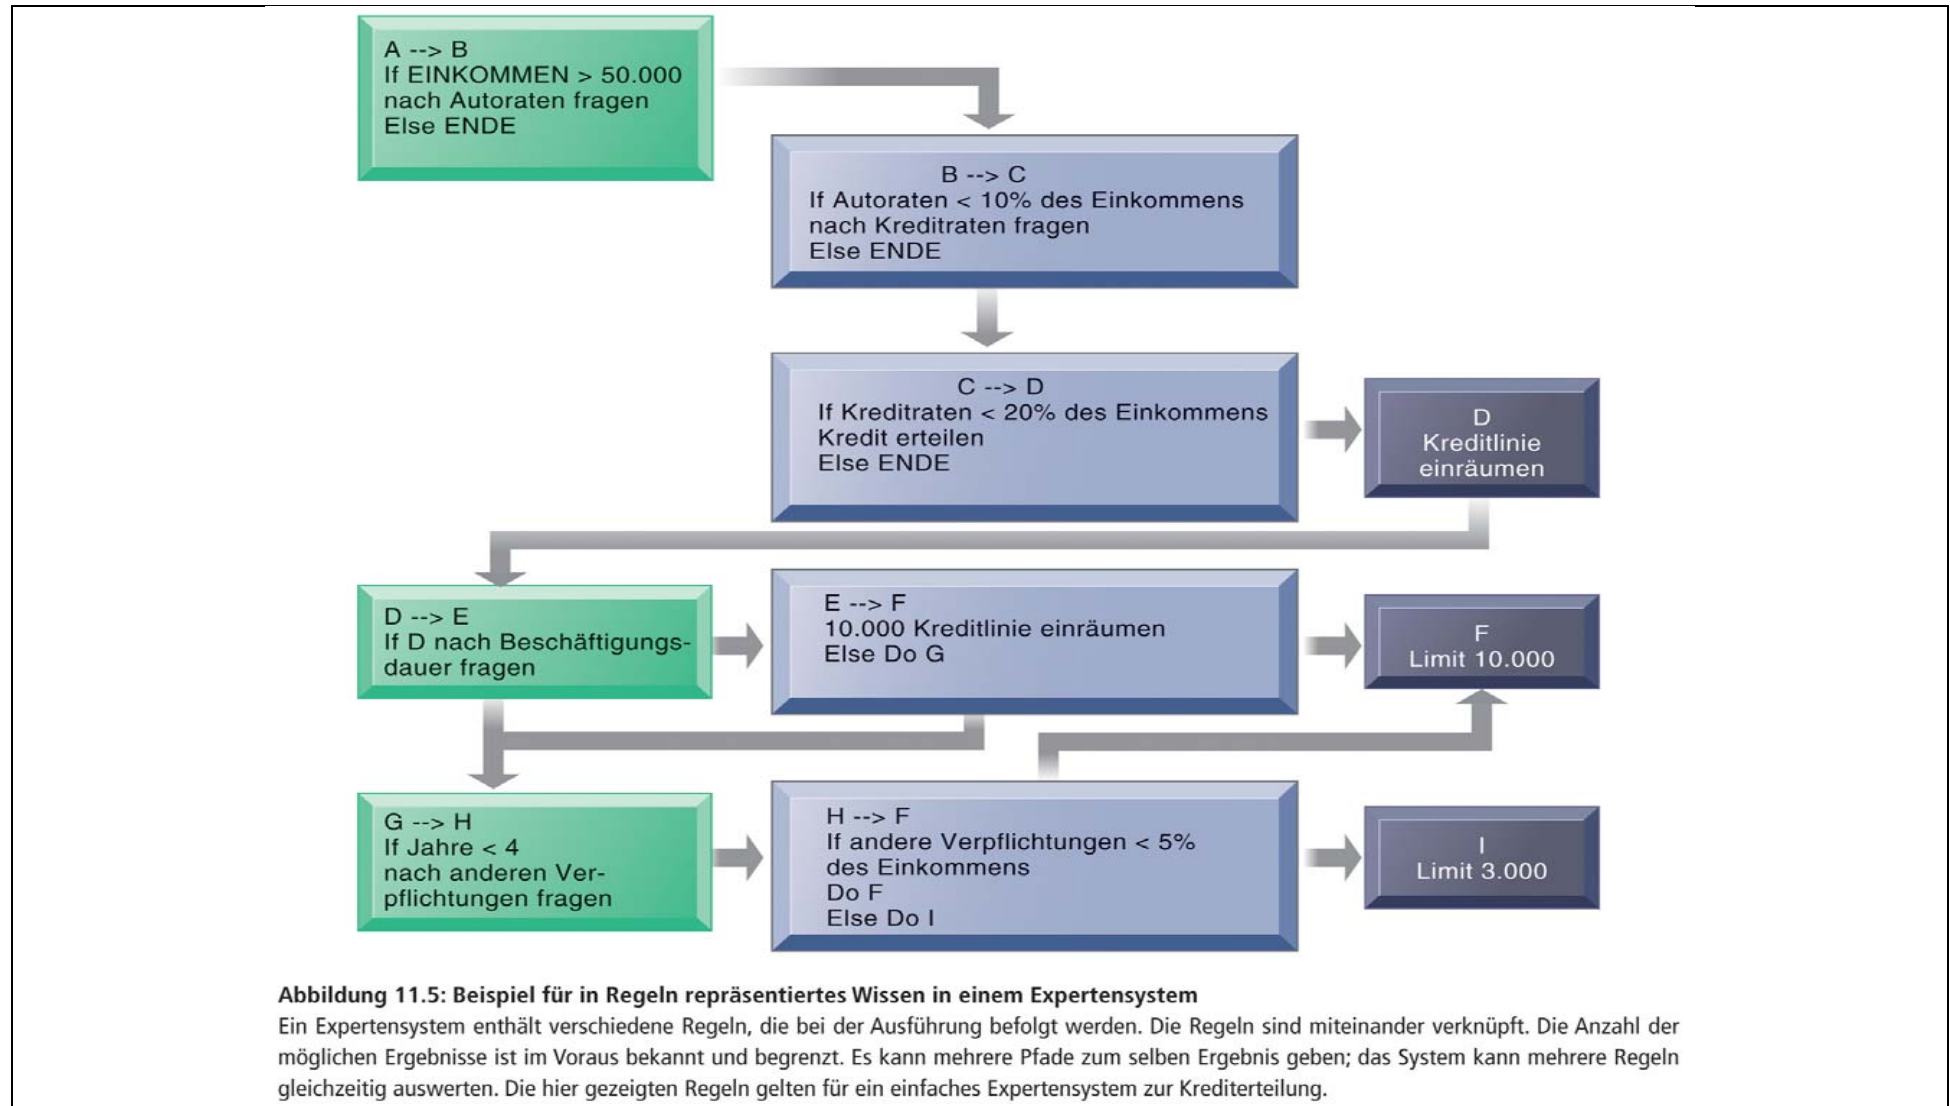 A --> B
If EINKOMMEN > 50.000
nach Autoraten fragen
Else ENDE
B --> C
If Autoraten < 10% des Einkommens
nach Kreditraten fragen
Else ENDE
C --> D
If Kreditraten < 20% des Einkommens
Kredit erteilen
Else ENDE
D
Kreditlinie
einräumen
D --> E
If D nach Beschäftigungs-
dauer fragen
E --> F
10.000 Kreditlinie einräumen
Else Do G
F
Limit 10.000
G --> H
If Jahre < 4
nach anderen Ver-
pflichtungen fragen
H --> F
If andere Verpflichtungen < 5%
des Einkommens
Do F
Else Do I
I
Limit 3.000
Abbildung 11.5: Beispiel für in Regeln repräsentiertes Wissen in einem Expertensystem
Ein Expertensystem enthält verschiedene Regeln, die bei der Ausführung befolgt werden. Die Regeln sind miteinander verknüpft. Die Anzahl der
möglichen Ergebnisse ist im Voraus bekannt und begrenzt. Es kann mehrere Pfade zum selben Ergebnis geben; das System kann mehrere Regeln
gleichzeitig auswerten. Die hier gezeigten Regeln gelten für ein einfaches Expertensystem zur Krediterteilung.